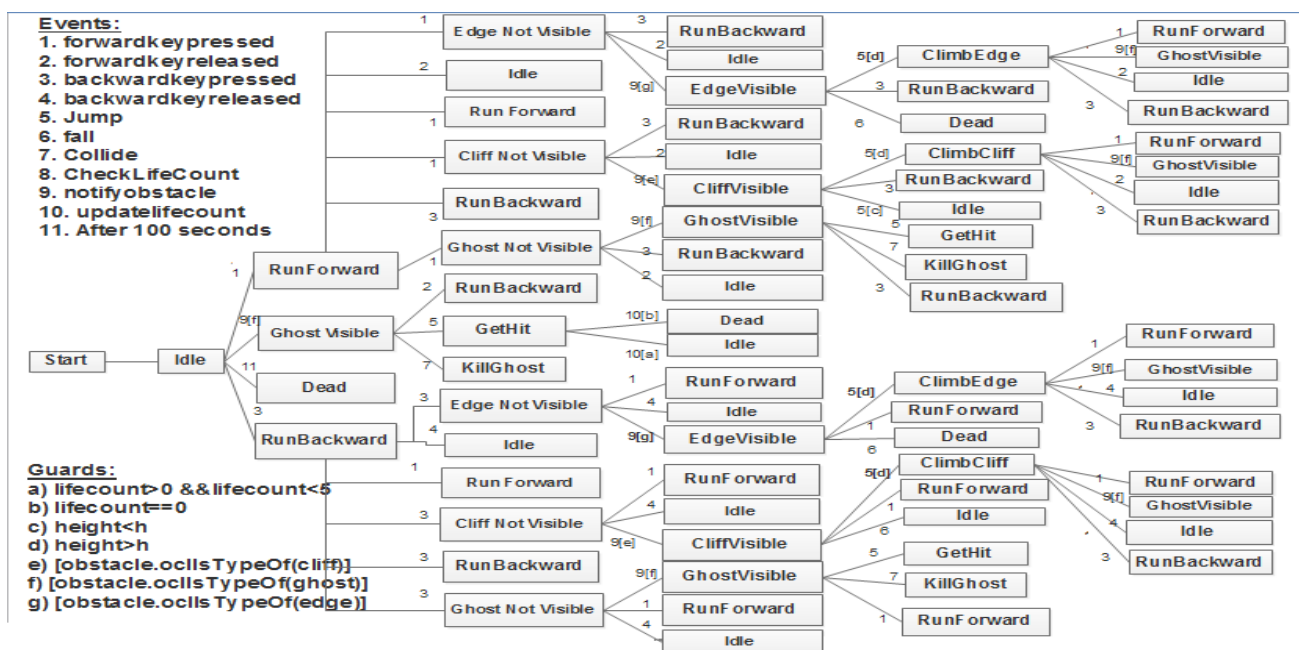 Events:
1. forwardkeypressed
2. forwardkeyreleased
3. backwardkeypressed
4. backwardkeyreleased
5. Jump
6. fall
7. Collide
8. CheckLifeCount
9. notifyobstacle
10. updatelifecount
11. After 100 seconds
Start
Idle
1
RunForward
9[f]
Ghost Visible
11
Dead
3
RunBackward
1
Edge Not Visible
2
Idle
1
Run Forward
1
Cliff Not Visible
3
RunBackward
1
Ghost Not Visible
2
RunBackward
5
GetHit
7
KillGhost
3
Edge Not Visible
4
Idle
1
Run Forward
3
Cliff Not Visible
3
RunBackward
3
Ghost Not Visible
3
RunBackward
2
Idle
9[g]
EdgeVisible
3
RunBackward
2
Idle
9[e]
CliffVisible
9[f]
GhostVisible
3
RunBackward
2
Idle
10[b]
Dead
10[a]
Idle
1
RunForward
4
Idle
9[g]
EdgeVisible
1
RunForward
4
Idle
9[e]
CliffVisible
9[f]
GhostVisible
1
RunForward
4
Idle
5[d]
ClimbEdge
3
RunBackward
6
Dead
5[d]
ClimbCliff
3
RunBackward
5[c]
Idle
5
GetHit
7
KillGhost
3
RunBackward
5[d]
ClimbEdge
1
RunForward
6
Dead
5[d]
ClimbCliff
1
RunForward
6
Idle
5
GetHit
7
KillGhost
1
RunForward
1
RunForward
9[f]
GhostVisible
2
Idle
3
RunBackward
1
RunForward
9[f]
GhostVisible
2
Idle
3
RunBackward
1
RunForward
9[f]
GhostVisible
4
Idle
3
RunBackward
1
RunForward
9[f]
GhostVisible
4
Idle
3
RunBackward
Guards:
a) lifecount>0 &&lifecount<5
b) lifecount==0
c) height<h
d) height>h
e) [obstacle.oclIsTypeOf(cliff)]
f) [obstacle.oclIsTypeOf(ghost)]
g) [obstacle.oclIsTypeOf(edge)]